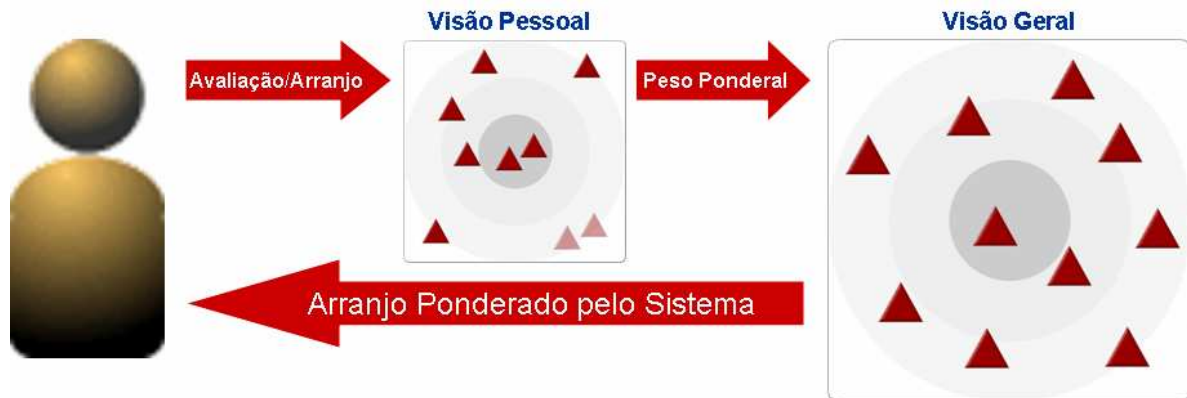 Visão Pessoal
Visão Geral
Avaliação/Arranjo
Peso Ponderal
Arranjo Ponderado pelo Sistema